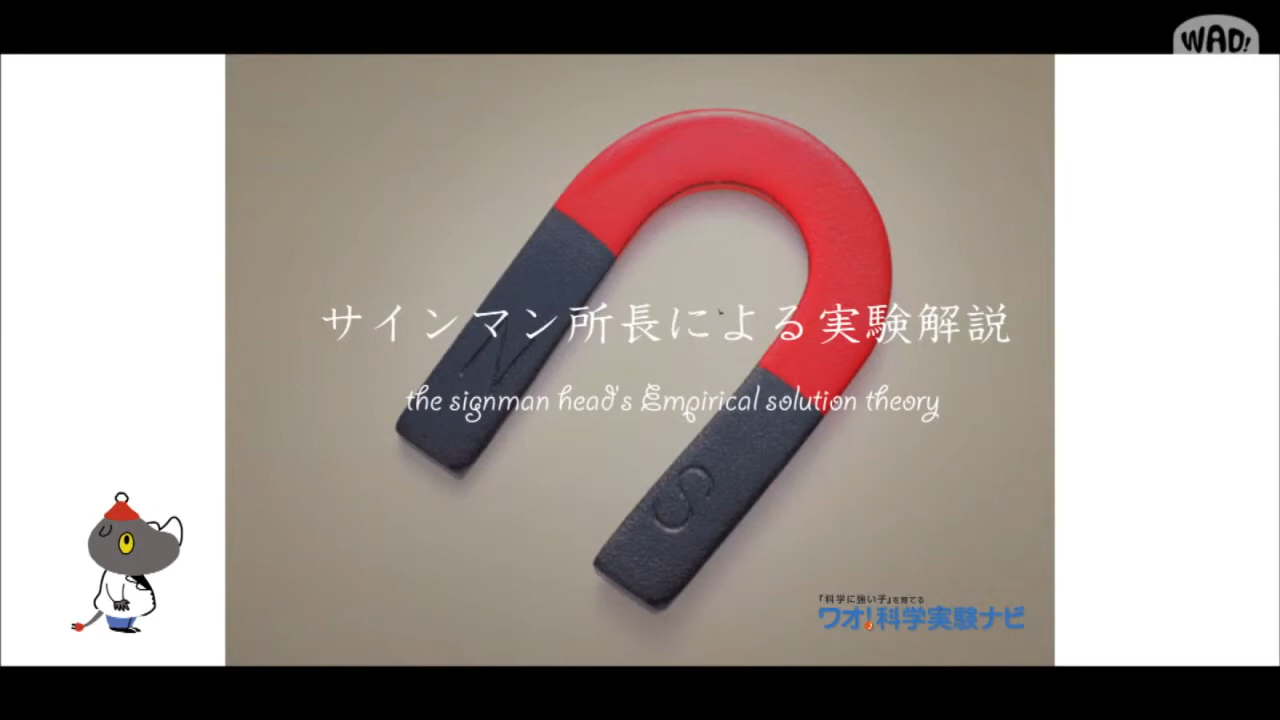 WAO!
サインマン所長による実験解説
N
the signman head's Empirical solution theory
S
『科学に強い子』を育てる
ワオ!科学実験ナビ